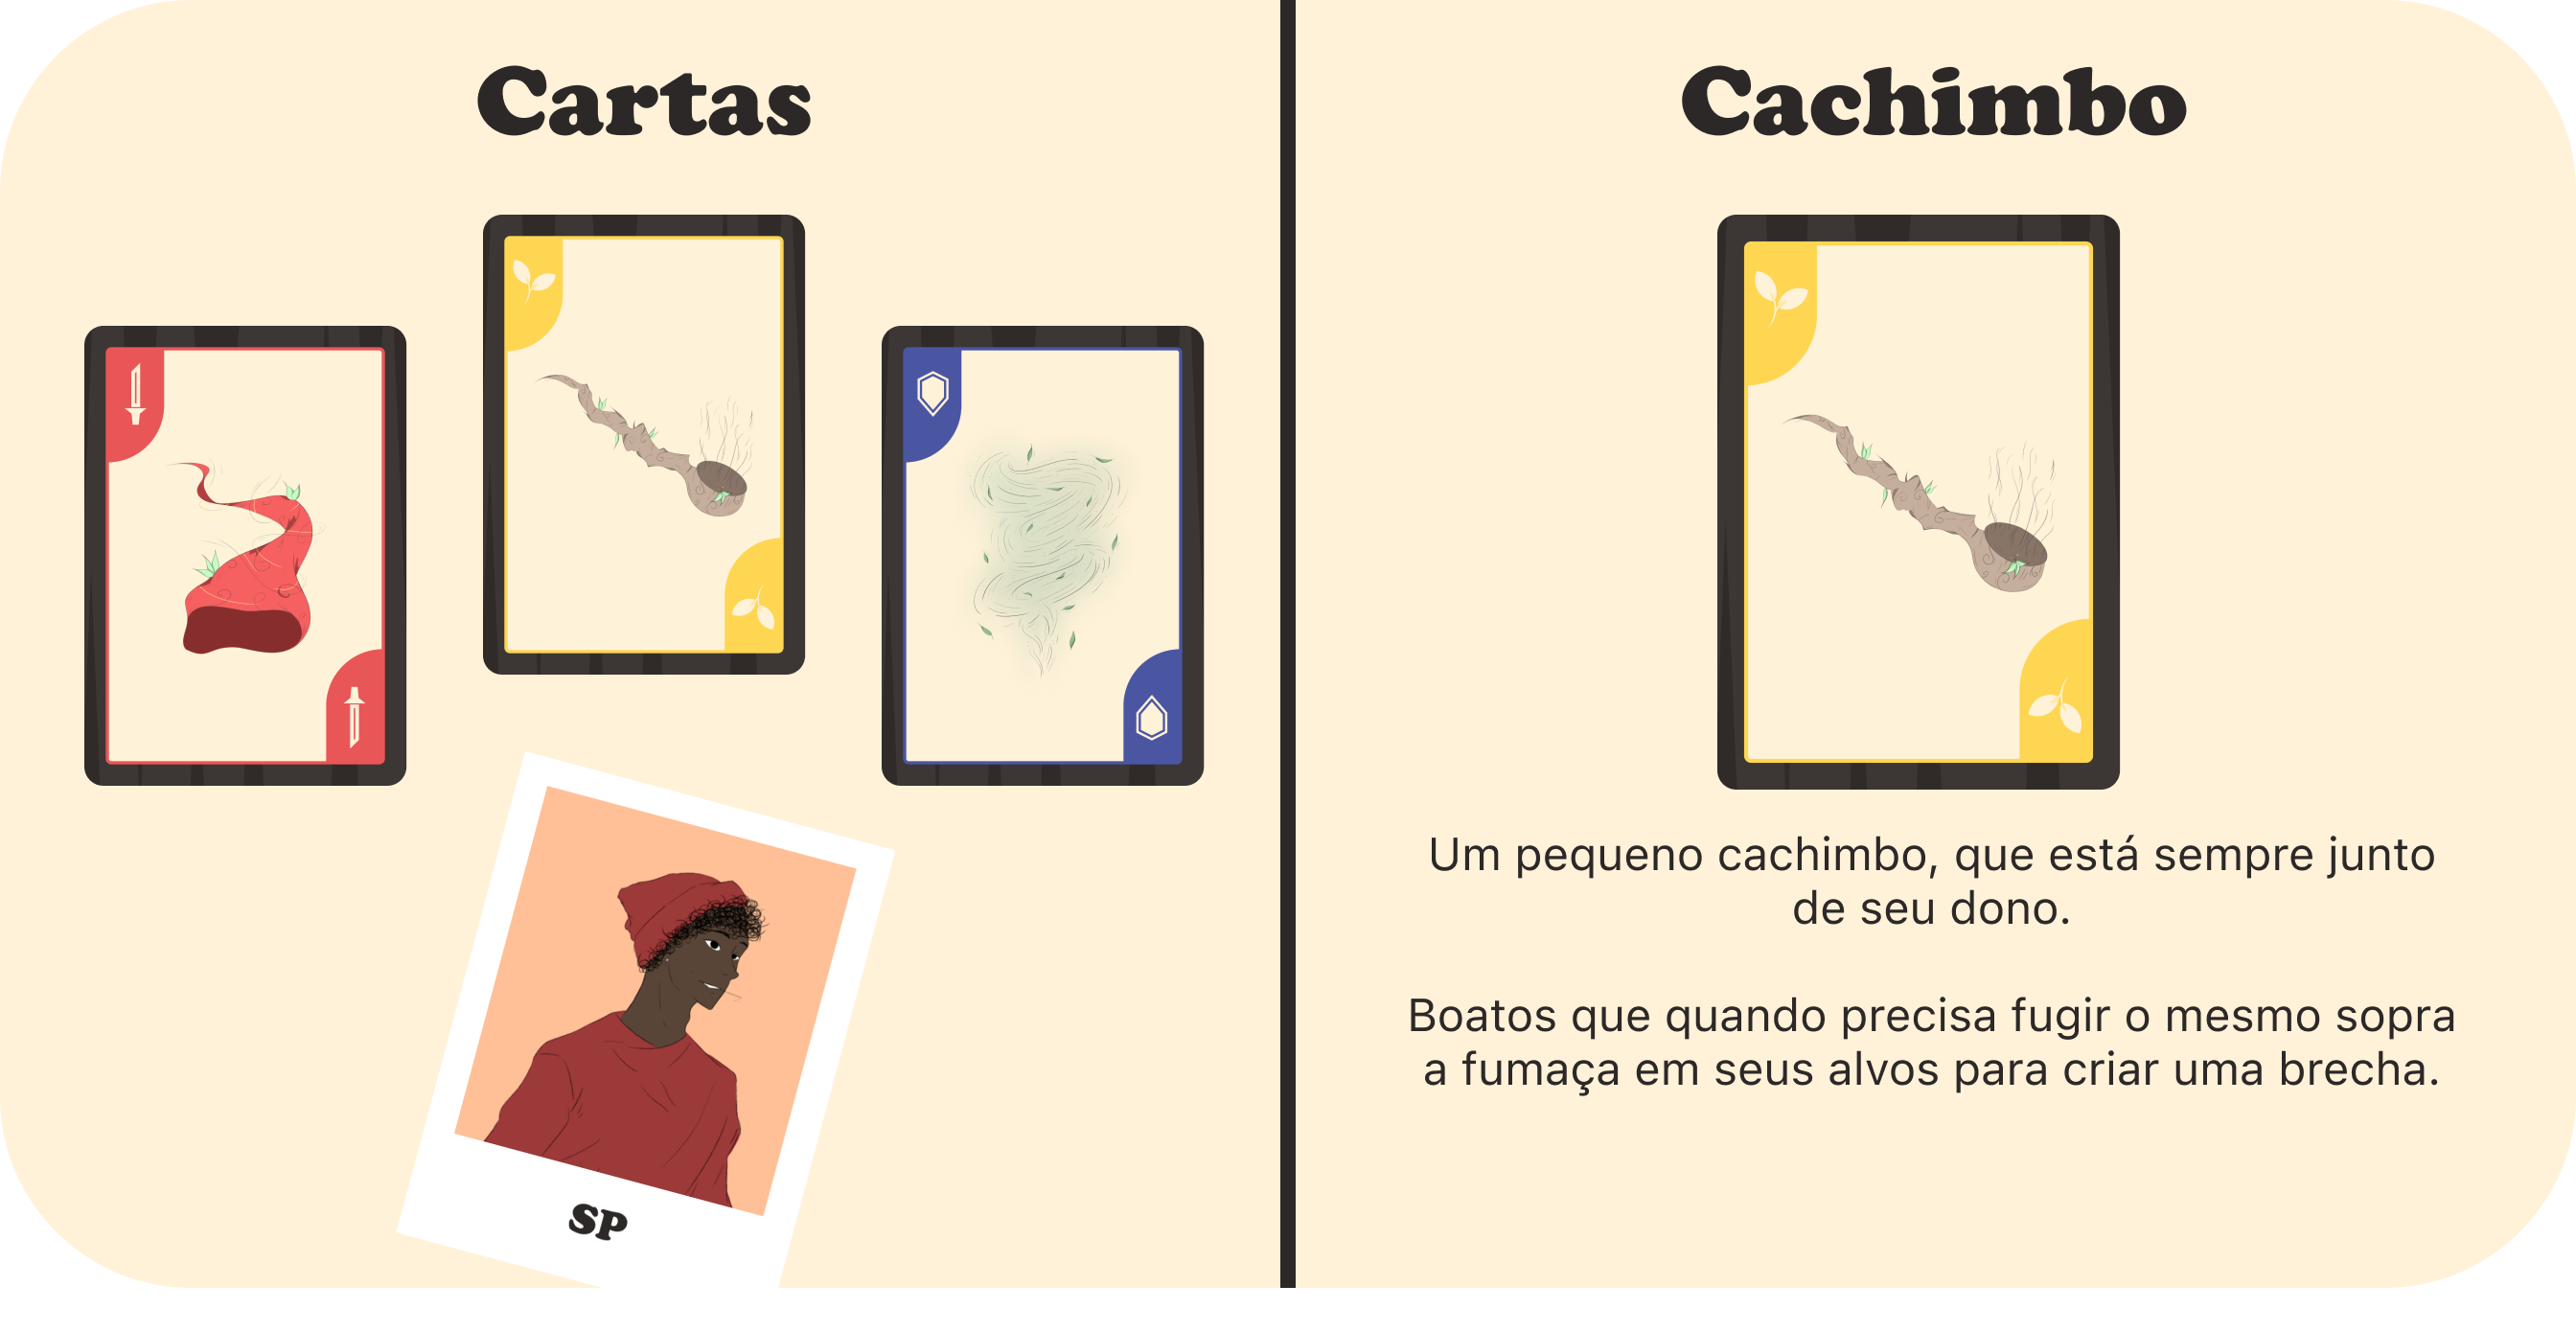 Cartas
SP
Cachimbo
Um pequeno cachimbo, que está sempre junto
de seu dono.
Boatos que quando precisa fugir o mesmo sopra
a fumaça em seus alvos para criar uma brecha.